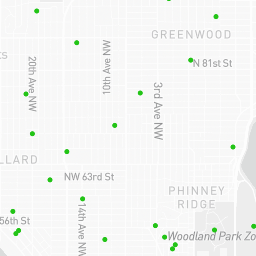 GREENWOOD
N 81st St
20th Ave NW
10th Ave NW
3rd Ave NW
LLARD
NW 63rd St
PHINNEY
RIDGE
56th St
14th Ave NW
Woodland Park Zo